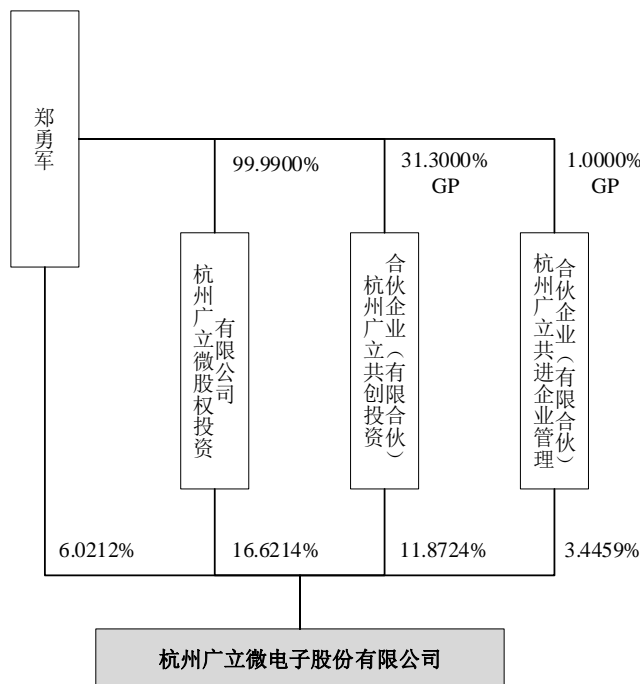 郑勇军
99.9900%
31.3000%
GP
1.0000%
GP
杭州广立微股权投资
有限公司
杭州广立共创投资
合伙企业（有限合伙）
杭州广立共进企业管理
合伙企业（有限合伙）
6.0212%
16.6214%
11.8724%
3.4459%
杭州广立微电子股份有限公司